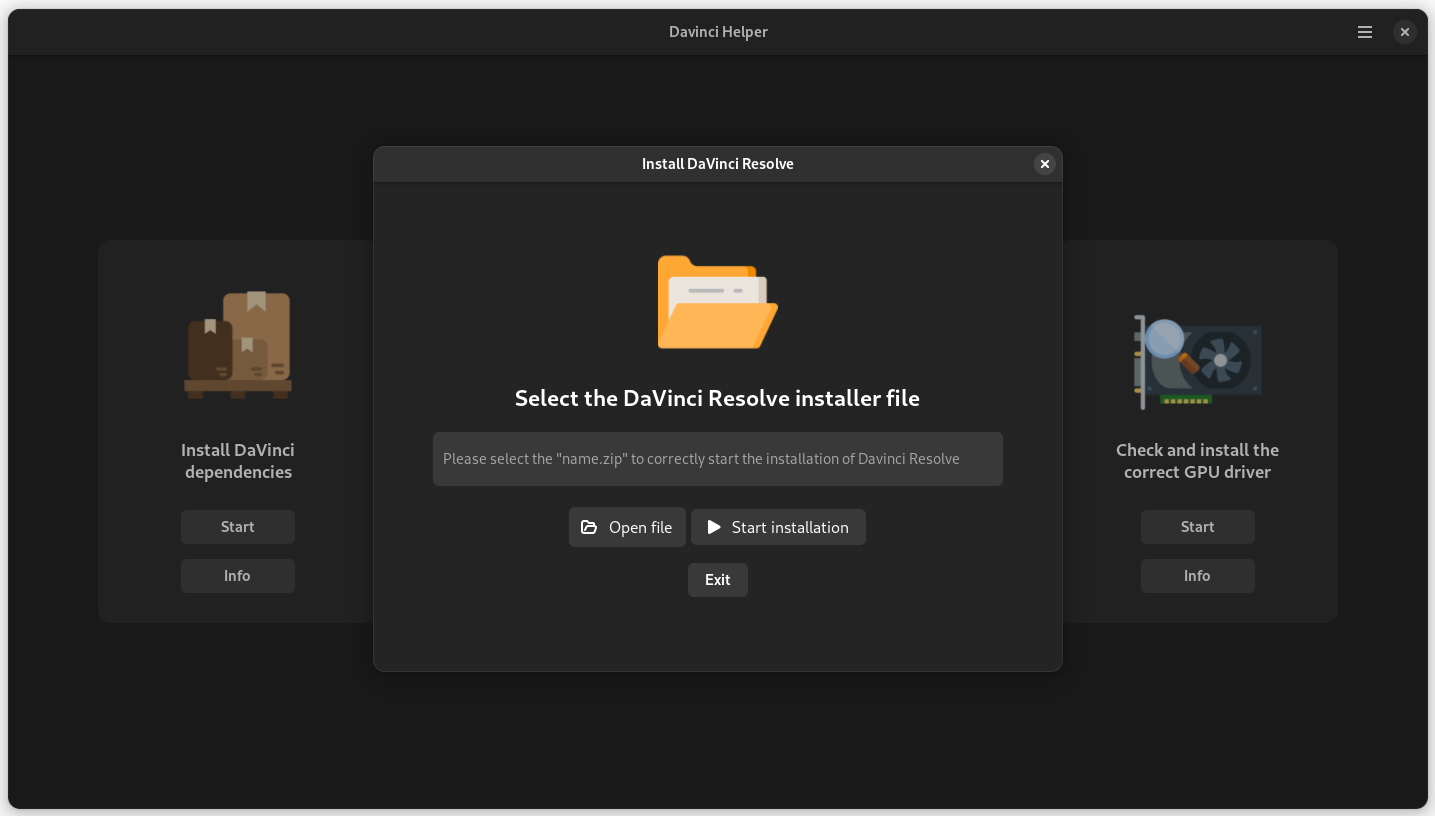 Davinci Helper
Install DaVinci Resolve
Select the DaVinci Resolve installer file
Please select the "name.zip" to correctly start the installation of Davinci Resolve
Open file
Start installation
Exit
Install DaVinci
dependencies
Start
Info
Check and install the
correct GPU driver
Start
Info